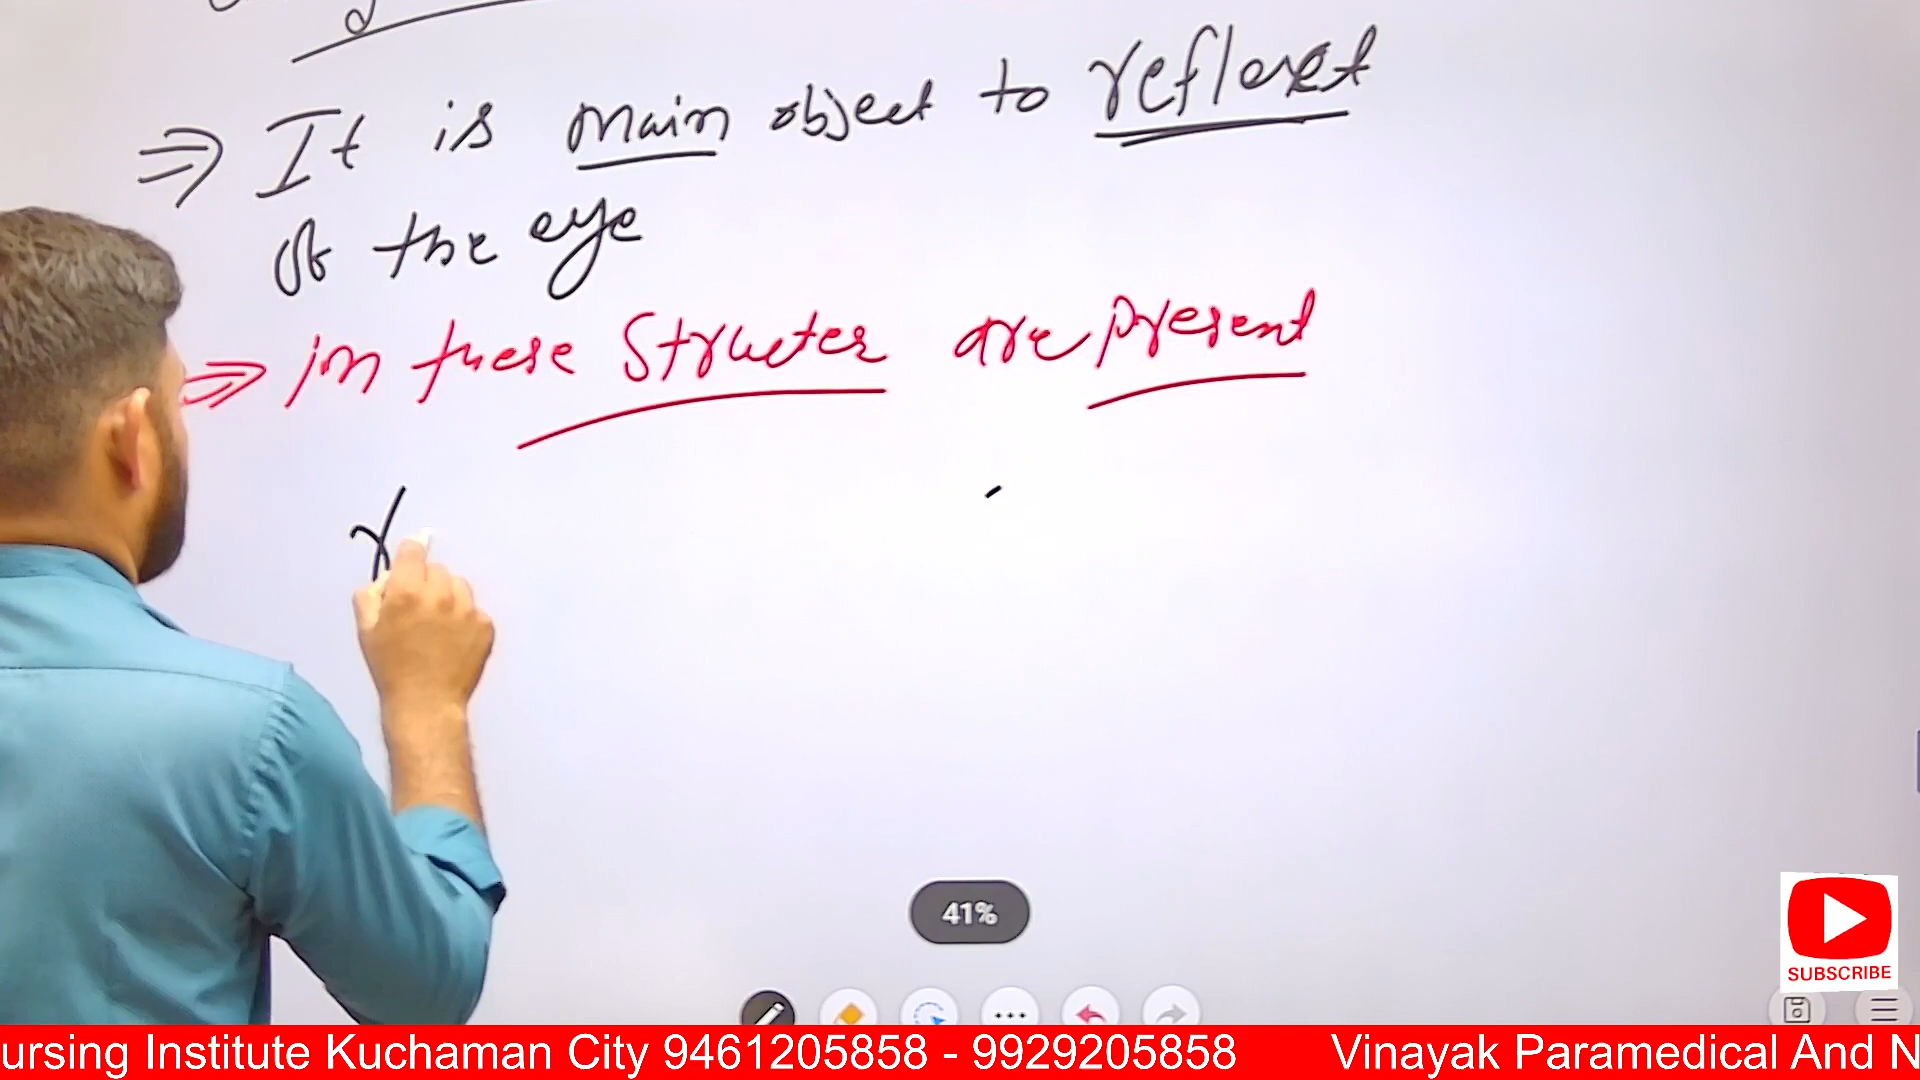 ⇒ It is main object to reflext
of the eye
⇒ in these Structer are present
41%
SUBSCRIBE
ursing Institute Kuchaman City 9461205858 - 9929205858 Vinayak Paramedical And N